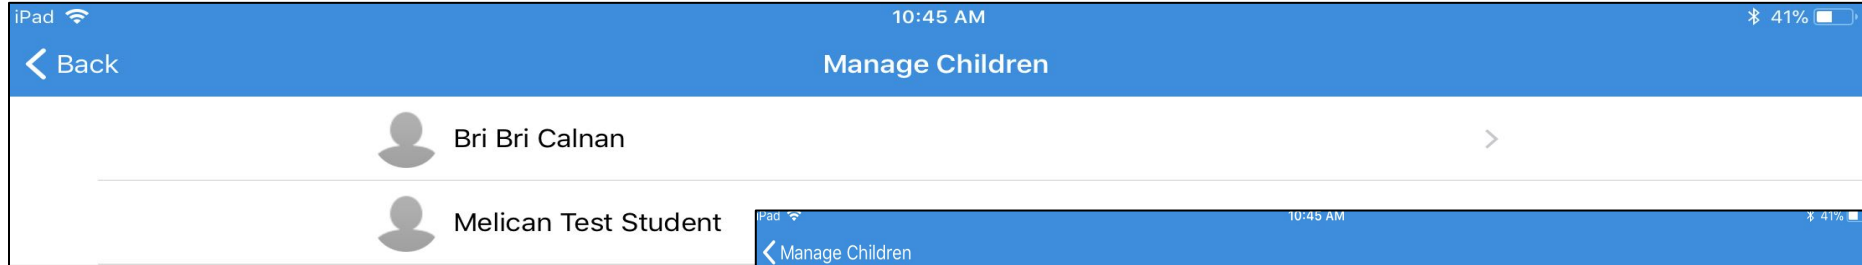 iPad 10:45 AM 41%
Back Manage Children
Bri Bri Calnan
Melican Test Student
iPad 10:45 AM 41%
Manage Children